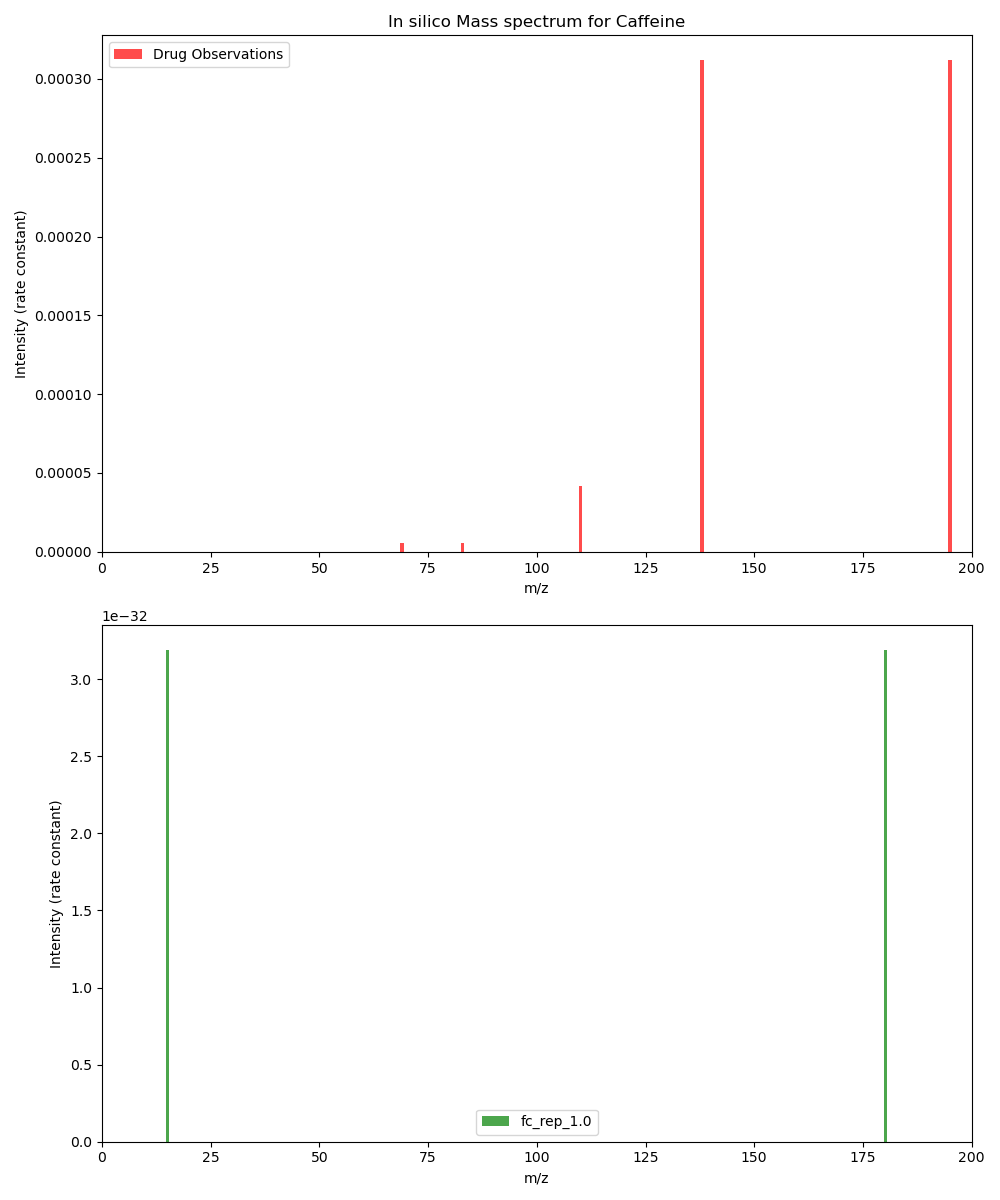 In silico Mass spectrum for Caffeine
Drug Observations
0.00030
0.00025
0.00020
0.00015
0.00010
0.00005
0.00000
Intensity (rate constant)
0 25 50 75 100 125 150 175 200
m/z
1e−32
3.0
2.5
2.0
1.5
1.0
0.5
0.0
Intensity (rate constant)
fc_rep_1.0
0 25 50 75 100 125 150 175 200
m/z